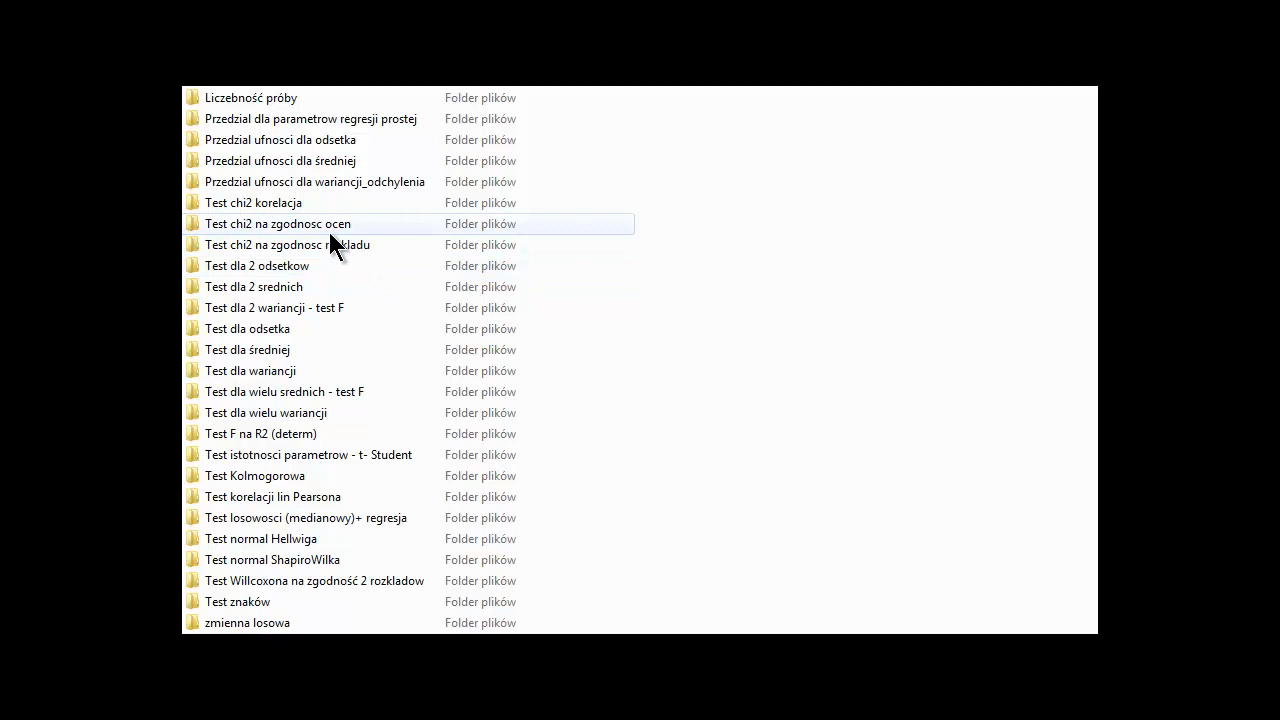 Liczebność próby Folder plików
Przedzial dla parametrow regresji prostej Folder plików
Przedzial ufnosci dla odsetka Folder plików
Przedzial ufnosci dla średniej Folder plików
Przedzial ufnosci dla wariancji_odchylenia Folder plików
Test chi2 korelacja Folder plików
Test chi2 na zgodnosc ocen Folder plików
Test chi2 na zgodnosc Folder plików
Test dla 2 odsetkow Folder plików
Test dla 2 srednich Folder plików
Test dla 2 wariancji - test F Folder plików
Test dla odsetka Folder plików
Test dla średniej Folder plików
Test dla wariancji Folder plików
Test dla wielu srednich - test F Folder plików
Test dla wielu wariancji Folder plików
Test F na R2 (determ) Folder plików
Test istotnosci parametrow - t- Student Folder plików
Test Kolmogorowa Folder plików
Test korelacji lin Pearsona Folder plików
Test losowosci (medianowy)+ regresja Folder plików
Test normal Hellwiga Folder plików
Test normal ShapiroWilka Folder plików
Test Willcoxona na zgodność 2 rozkladow Folder plików
Test znaków Folder plików
zmienna losowa Folder plików